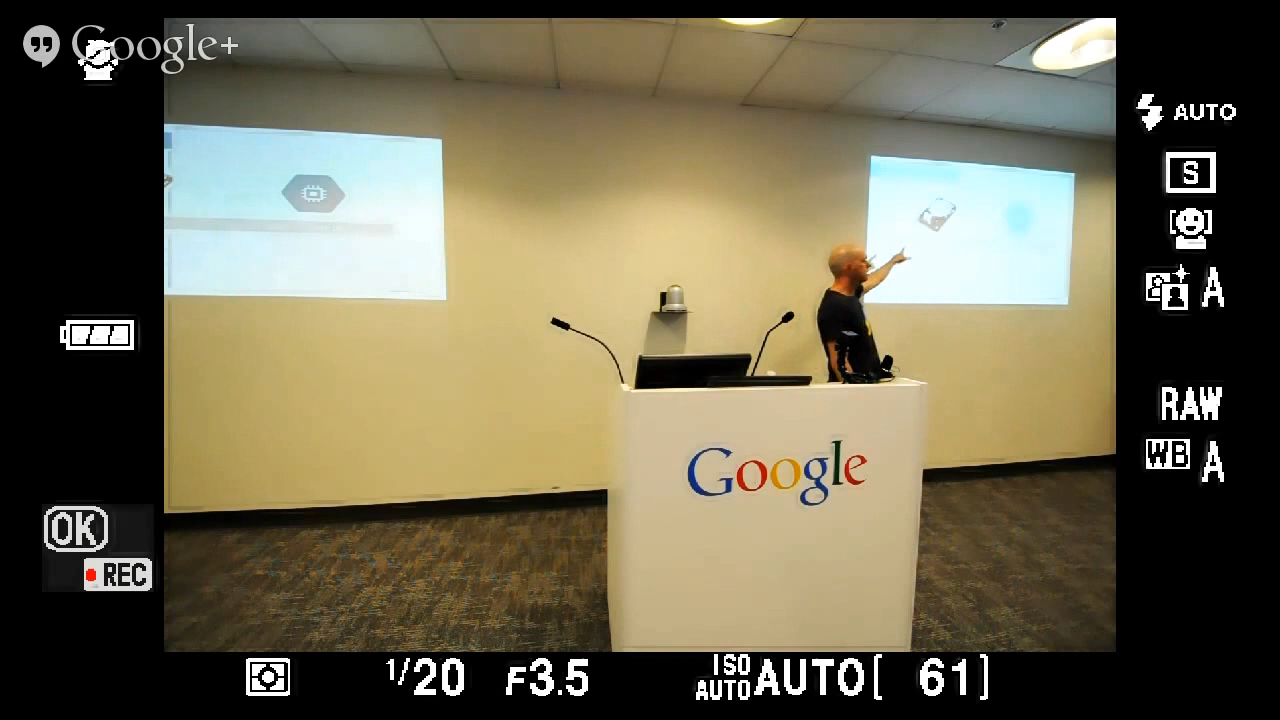 Google+
AUTO
S
A
RAW
WB A
OK
REC
Google
1/20 F3.5 ISO AUTO AUTO [ 61]